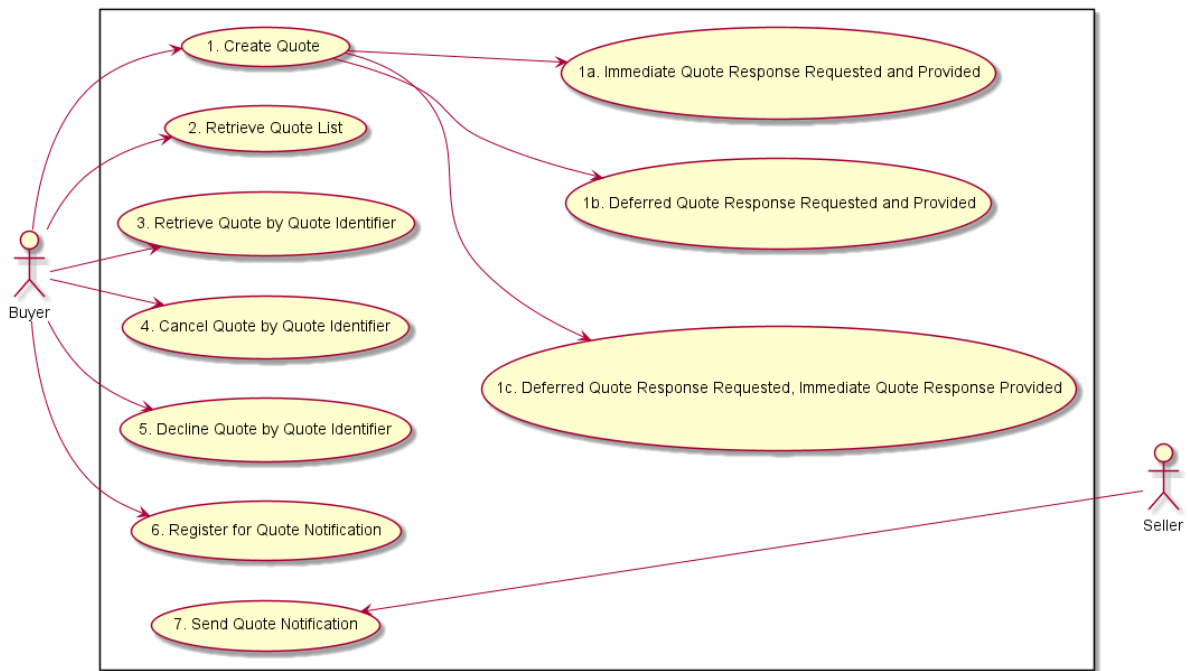 1. Create Quote
1a. Immediate Quote Response Requested and Provided
2. Retrieve Quote List
1b. Deferred Quote Response Requested and Provided
3. Retrieve Quote by Quote Identifier
Buyer
4. Cancel Quote by Quote Identifier
1c. Deferred Quote Response Requested, Immediate Quote Response Provided
5. Decline Quote by Quote Identifier
6. Register for Quote Notification
Seller
7. Send Quote Notification